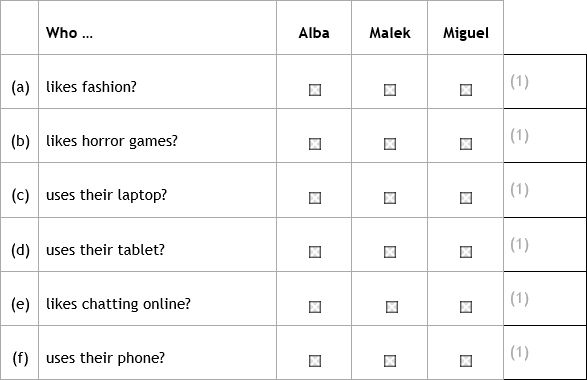 Who … Alba Malek Miguel
(a) likes fashion? (1)
(b) likes horror games? (1)
(c) uses their laptop? (1)
(d) uses their tablet? (1)
(e) likes chatting online? (1)
(f) uses their phone? (1)